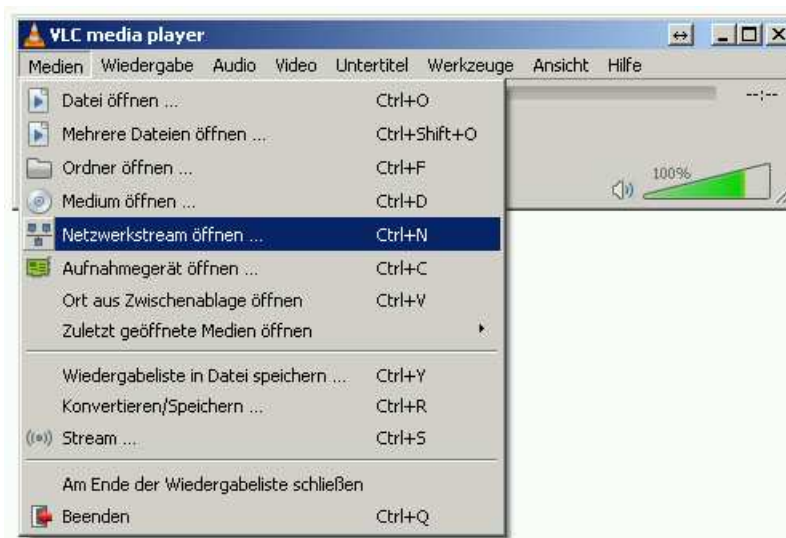 VLC media player
Medien Wiedergabe Audio Video Untertitel Werkzeuge Ansicht Hilfe
Datei öffnen ... Ctrl+O
--:--
Mehrere Dateien öffnen ... Ctrl+Shift+O
Ordner öffnen ... Ctrl+F
100%
Medium öffnen ... Ctrl+D
Netzwerkstream öffnen ... Ctrl+N
Aufnahmegerät öffnen ... Ctrl+C
Ort aus Zwischenablage öffnen Ctrl+V
Zuletzt geöffnete Medien öffnen
Wiedergabeliste in Datei speichern ... Ctrl+Y
Konvertieren/Speichern ... Ctrl+R
Stream ... Ctrl+S
Am Ende der Wiedergabeliste schließen
Beenden Ctrl+Q